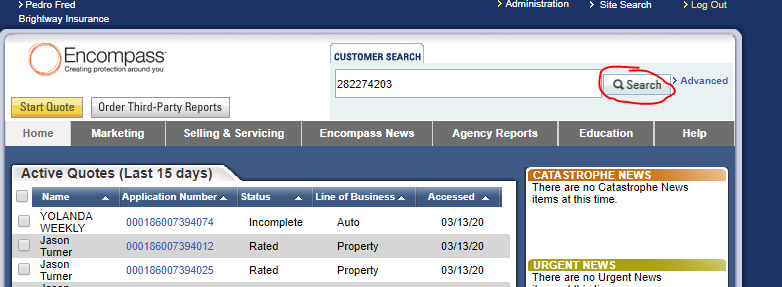 Pedro Fred
Administration
Site Search
Log Out
Brightway Insurance
Encompass
Creating protection around you
CUSTOMER SEARCH
282274203
Search
Advanced
Start Quote
Order Third-Party Reports
Home
Marketing
Selling & Servicing
Encompass News
Agency Reports
Education
Help
Active Quotes (Last 15 days)
Name
Application Number
Status
Line of Business
Accessed
YOLANDA
WEEKLY
000186007394074
Incomplete
Auto
03/13/20
Jason
Turner
000186007394012
Rated
Property
03/13/20
Jason
Turner
000186007394025
Rated
Property
03/13/20
CATASTROPHE NEWS
There are no Catastrophe News
items at this time.
URGENT NEWS
There are no Urgent News